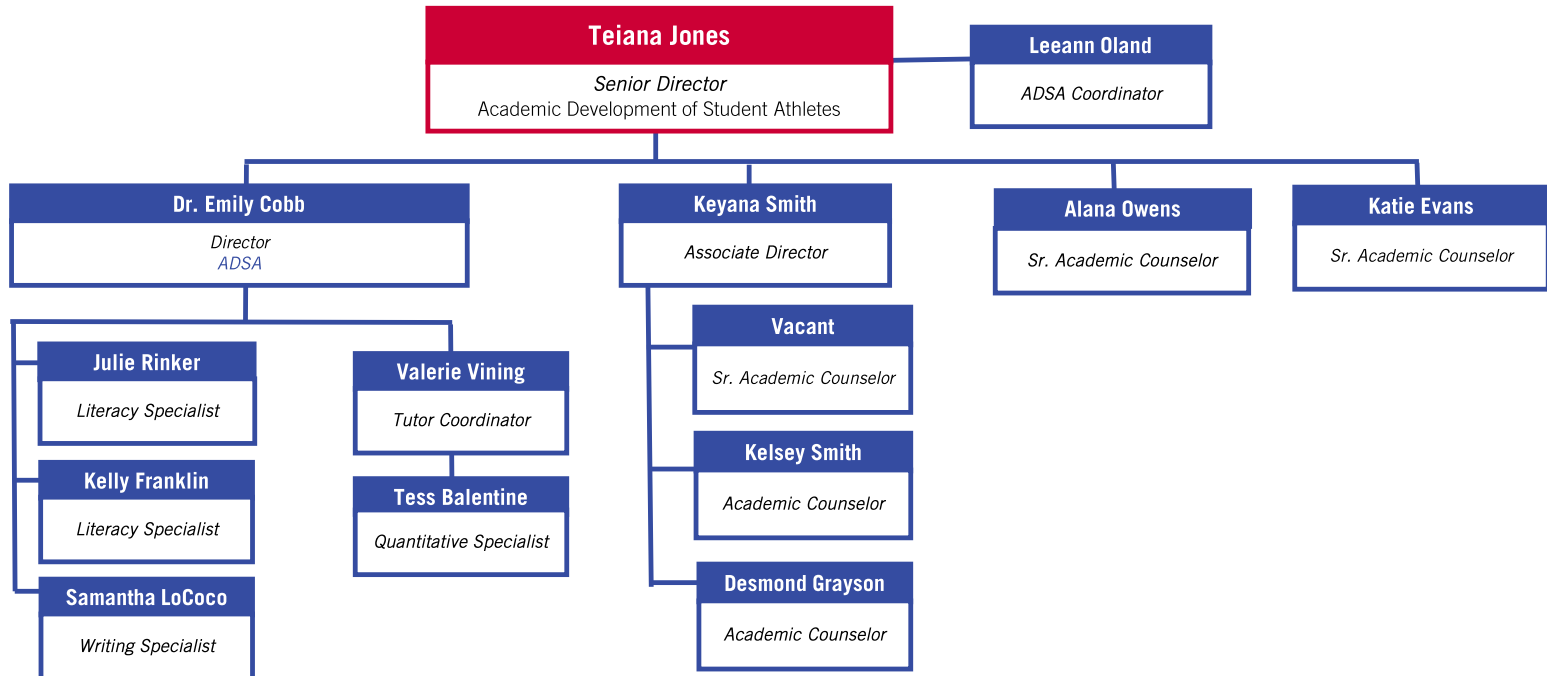 Teiana Jones
Senior Director
Academic Development of Student Athletes
Leeann Oland
ADSA Coordinator
Dr. Emily Cobb
Director
ADSA
Keyana Smith
Associate Director
Alana Owens
Sr. Academic Counselor
Katie Evans
Sr. Academic Counselor
Julie Rinker
Literacy Specialist
Kelly Franklin
Literacy Specialist
Samantha LoCoco
Writing Specialist
Valerie Vining
Tutor Coordinator
Tess Balentine
Quantitative Specialist
Vacant
Sr. Academic Counselor
Kelsey Smith
Academic Counselor
Desmond Grayson
Academic Counselor